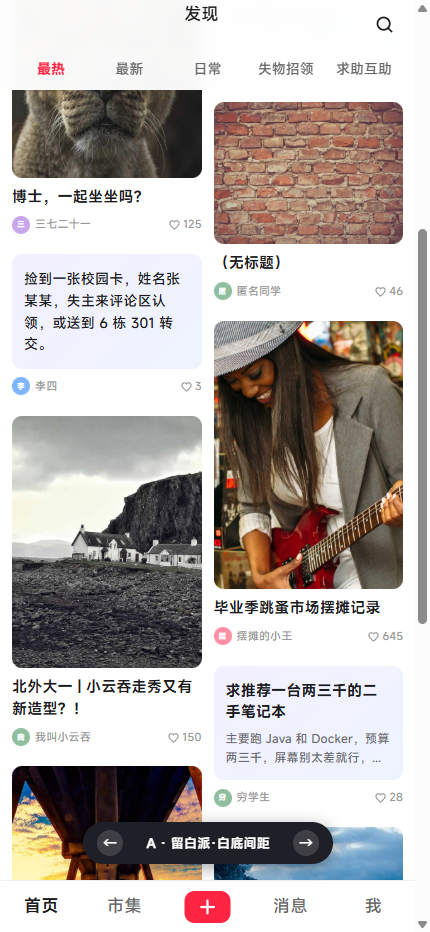 发现
最热 最新 日常 失物招领 求助互助
博士，一起坐坐吗？
三 三七二十一 125
捡到一张校园卡，姓名张
某某，失主来评论区认
领，或送到 6 栋 301 转
交。
李 李四 3
北外大一 | 小云吞走秀又有
新造型？！
我 我叫小云吞 150
（无标题）
匿 匿名同学 46
毕业季跳蚤市场摆摊记录
摆 摆摊的小王 645
求推荐一台两三千的二
手笔记本
主要跑 Java 和 Docker，预算
两三千，屏幕别太差就行，...
穷 穷学生 28
← A · 留白派·白底间距 →
首页 市集 + 消息 我